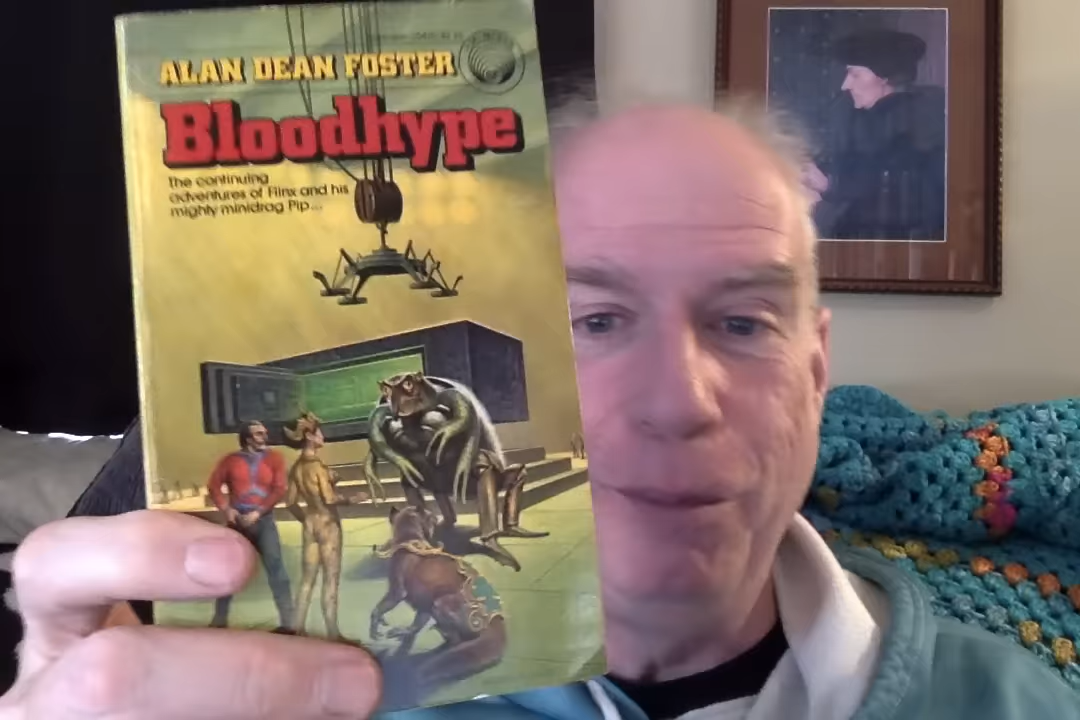 ALAN DEAN FOSTER
Bloodhype
The continuing
adventures of Flinx and his
mighty minidrag Pip...